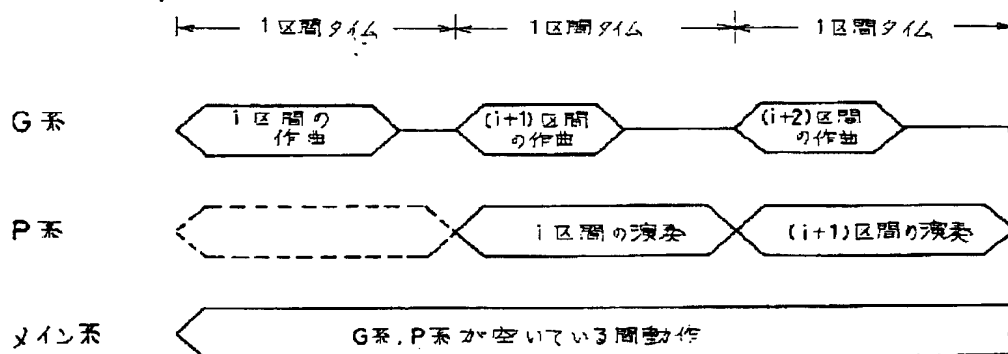 1区間タイム 1区間タイム 1区間タイム
G系 i区間の (i+1)区間 (i+2)区間
作曲 の作曲 の作曲
P系 i区間の演奏 (i+1)区間の演奏
メイン系 G系,P系が空いている間動作